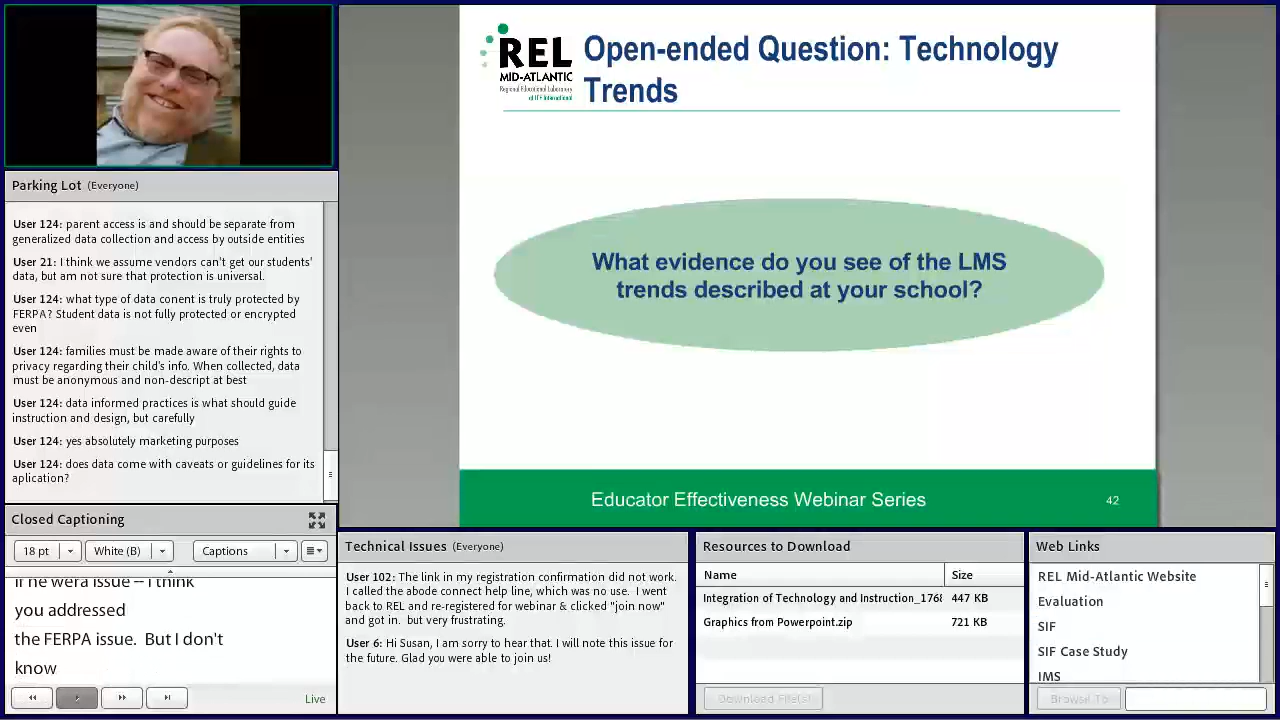 REL
MID-ATLANTIC
Regional Educational Laboratory
at ICF International
Open-ended Question: Technology
Trends
What evidence do you see of the LMS
trends described at your school?
Educator Effectiveness Webinar Series
42
Parking Lot (Everyone)
User 124: parent access is and should be separate from
generalized data collection and access by outside entities
User 21: I think we assume vendors can't get our students'
data, but am not sure that protection is universal.
User 124: what type of data conent is truly protected by
FERPA? Student data is not fully protected or encrypted
even
User 124: families must be made aware of their rights to
privacy regarding their child's info. When collected, data
must be anonymous and non-descript at best
User 124: data informed practices is what should guide
instruction and design, but carefully
User 124: yes absolutely marketing purposes
User 124: does data come with caveats or guidelines for its
aplication?
Closed Captioning
18 pt
White (B)
Captions
if he wera issue -- I think
you addressed
the FERPA issue. But I don't
know
Live
Technical Issues (Everyone)
User 102: The link in my registration confirmation did not work.
I called the abode connect help line, which was no use. I went
back to REL and re-registered for webinar & clicked "join now"
and got in. but very frustrating.
User 6: Hi Susan, I am sorry to hear that. I will note this issue for
the future. Glad you were able to join us!
Resources to Download
Name Size
Integration of Technology and Instruction_1768 447 KB
Graphics from Powerpoint.zip 721 KB
Download File(s)
Web Links
REL Mid-Atlantic Website
Evaluation
SIF
SIF Case Study
IMS
Browse To